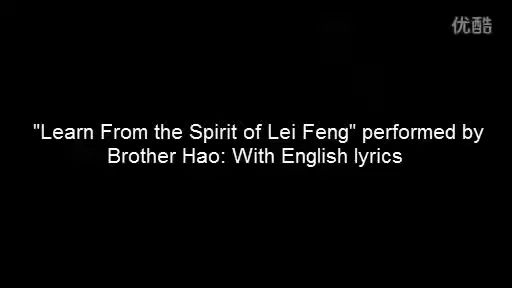 优酷
"Learn From the Spirit of Lei Feng" performed by
Brother Hao: With English lyrics